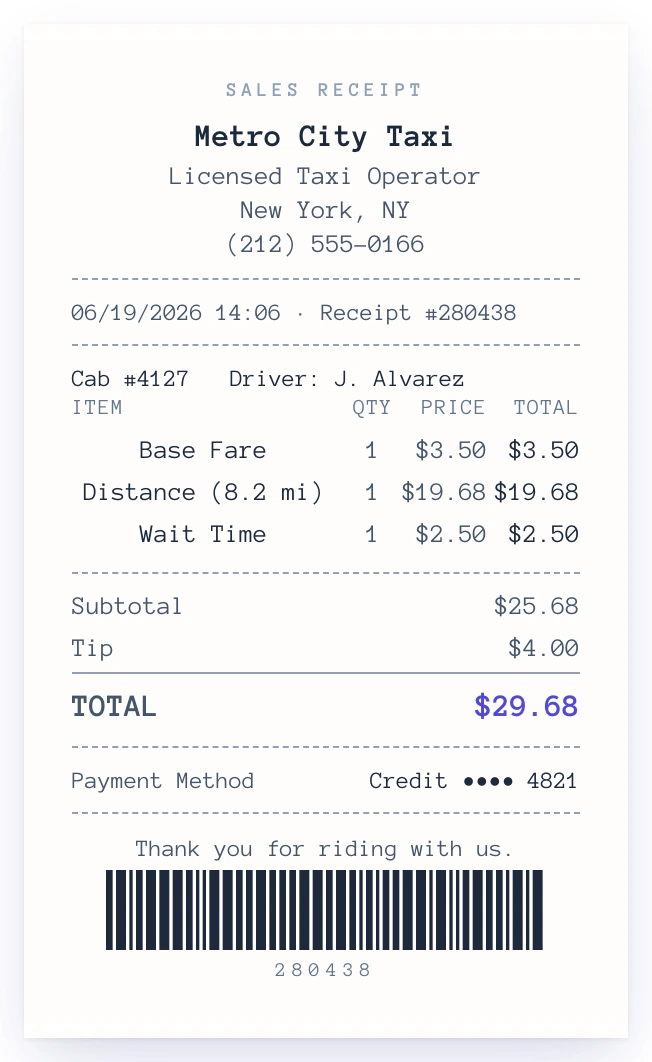 SALES RECEIPT
Metro City Taxi
Licensed Taxi Operator
New York, NY
(212) 555-0166
06/19/2026 14:06 · Receipt #280438
Cab #4127 Driver: J. Alvarez
ITEM QTY PRICE TOTAL
Base Fare 1 $3.50 $3.50
Distance (8.2 mi) 1 $19.68 $19.68
Wait Time 1 $2.50 $2.50
Subtotal $25.68
Tip $4.00
TOTAL $29.68
Payment Method Credit •••• 4821
Thank you for riding with us.
280438